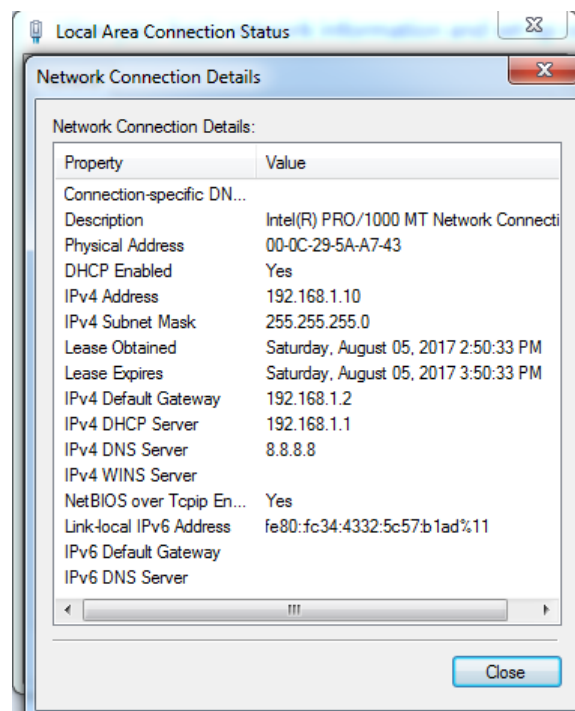 Local Area Connection Status
Network Connection Details
Network Connection Details:
Property Value
Connection-specific DN...
Description Intel(R) PRO/1000 MT Network Connecti
Physical Address 00-0C-29-5A-A7-43
DHCP Enabled Yes
IPv4 Address 192.168.1.10
IPv4 Subnet Mask 255.255.255.0
Lease Obtained Saturday, August 05, 2017 2:50:33 PM
Lease Expires Saturday, August 05, 2017 3:50:33 PM
IPv4 Default Gateway 192.168.1.2
IPv4 DHCP Server 192.168.1.1
IPv4 DNS Server 8.8.8.8
IPv4 WINS Server
NetBIOS over Tcpip En... Yes
Link-local IPv6 Address fe80::fc34:4332:5c57:b1ad%11
IPv6 Default Gateway
IPv6 DNS Server
Close